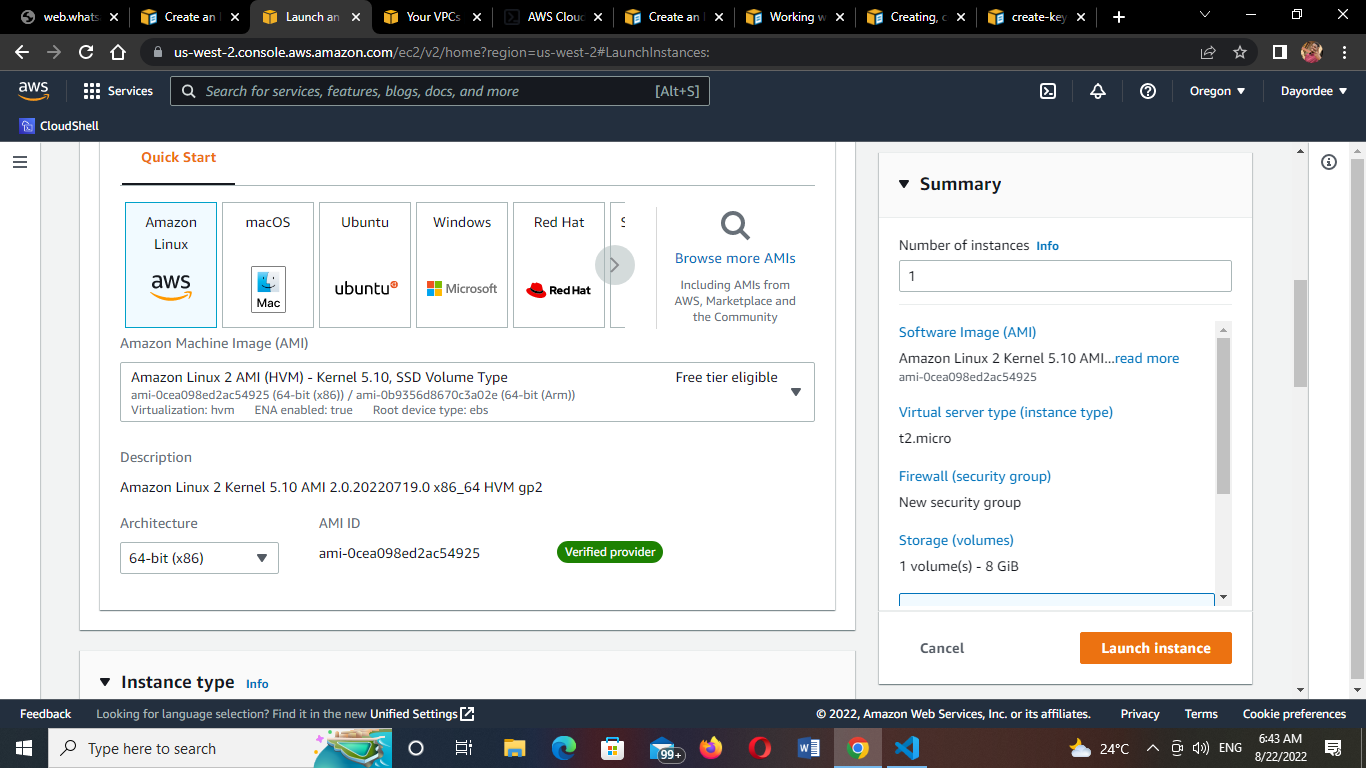 web.whats
Create an
Launch an
Your VPCs
AWS Clou
Create an
Working w
Creating, c
create-key
us-west-2.console.aws.amazon.com/ec2/v2/home?region=us-west-2#LaunchInstances:
aws
Services
Search for services, features, blogs, docs, and more
[Alt+S]
Oregon
Dayordee
CloudShell
Quick Start
Amazon
Linux
aws
macOS
Mac
Ubuntu
ubuntu
Windows
Microsoft
Red Hat
Red Hat
S
Browse more AMIs
Including AMIs from
AWS, Marketplace and
the Community
Amazon Machine Image (AMI)
Amazon Linux 2 AMI (HVM) - Kernel 5.10, SSD Volume Type
Free tier eligible
ami-0cea098ed2ac54925 (64-bit (x86)) / ami-0b9356d8670c3a02e (64-bit (Arm))
Virtualization: hvm ENA enabled: true Root device type: ebs
Description
Amazon Linux 2 Kernel 5.10 AMI 2.0.20220719.0 x86_64 HVM gp2
Architecture
AMI ID
64-bit (x86)
ami-0cea098ed2ac54925
Verified provider
Instance type Info
Summary
Number of instances Info
1
Software Image (AMI)
Amazon Linux 2 Kernel 5.10 AMI...read more
ami-0cea098ed2ac54925
Virtual server type (instance type)
t2.micro
Firewall (security group)
New security group
Storage (volumes)
1 volume(s) - 8 GiB
Cancel
Launch instance
Feedback
Looking for language selection? Find it in the new Unified Settings
© 2022, Amazon Web Services, Inc. or its affiliates.
Privacy
Terms
Cookie preferences
Type here to search
99+
24°C
ENG
6:43 AM
8/22/2022